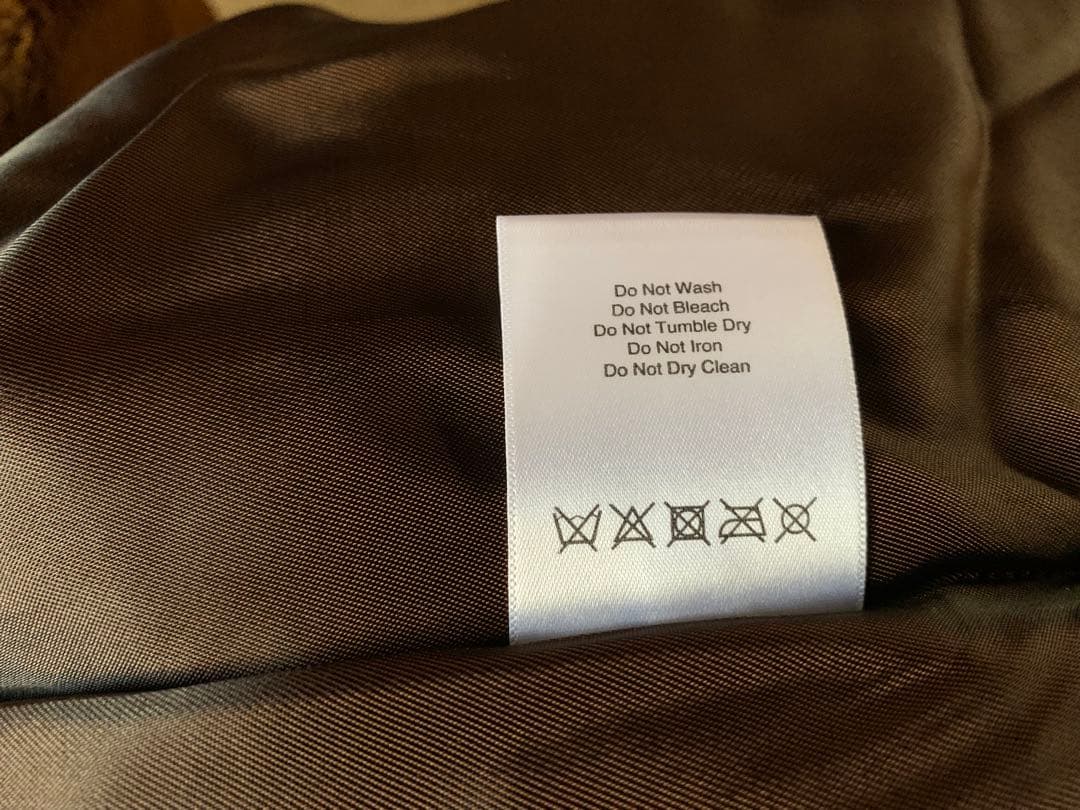 Do Not Wash
Do Not Bleach
Do Not Tumble Dry
Do Not Iron
Do Not Dry Clean